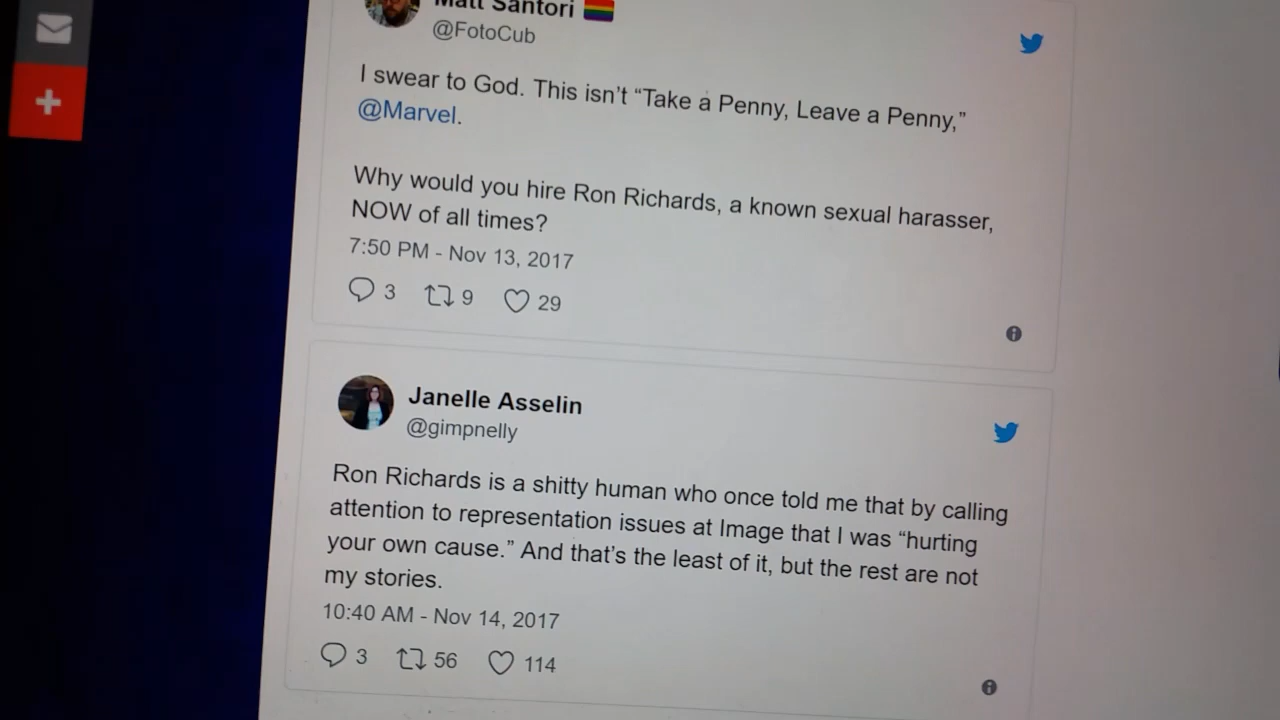 Matt Santori 🏳️‍🌈
@FotoCub
I swear to God. This isn't “Take a Penny, Leave a Penny,”
@Marvel.
Why would you hire Ron Richards, a known sexual harasser,
NOW of all times?
7:50 PM - Nov 13, 2017
3 9 29
Janelle Asselin
@gimpnelly
Ron Richards is a shitty human who once told me that by calling
attention to representation issues at Image that I was “hurting
your own cause.” And that's the least of it, but the rest are not
my stories.
10:40 AM - Nov 14, 2017
3 56 114